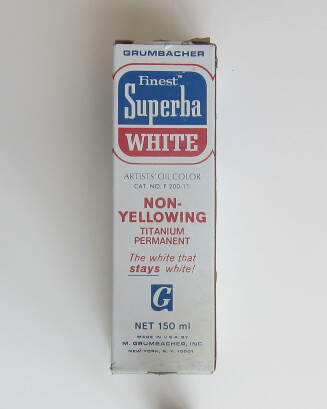 GRUMBACHER
Finest™
Superba
WHITE
ARTISTS' OIL COLOR
CAT. NO. F 200-11
NON-
YELLOWING
TITANIUM
PERMANENT
The white that
stays white!
G
NET 150 ml
MADE IN U.S.A. BY
M. GRUMBACHER, INC.
NEW YORK, N.Y. 10001